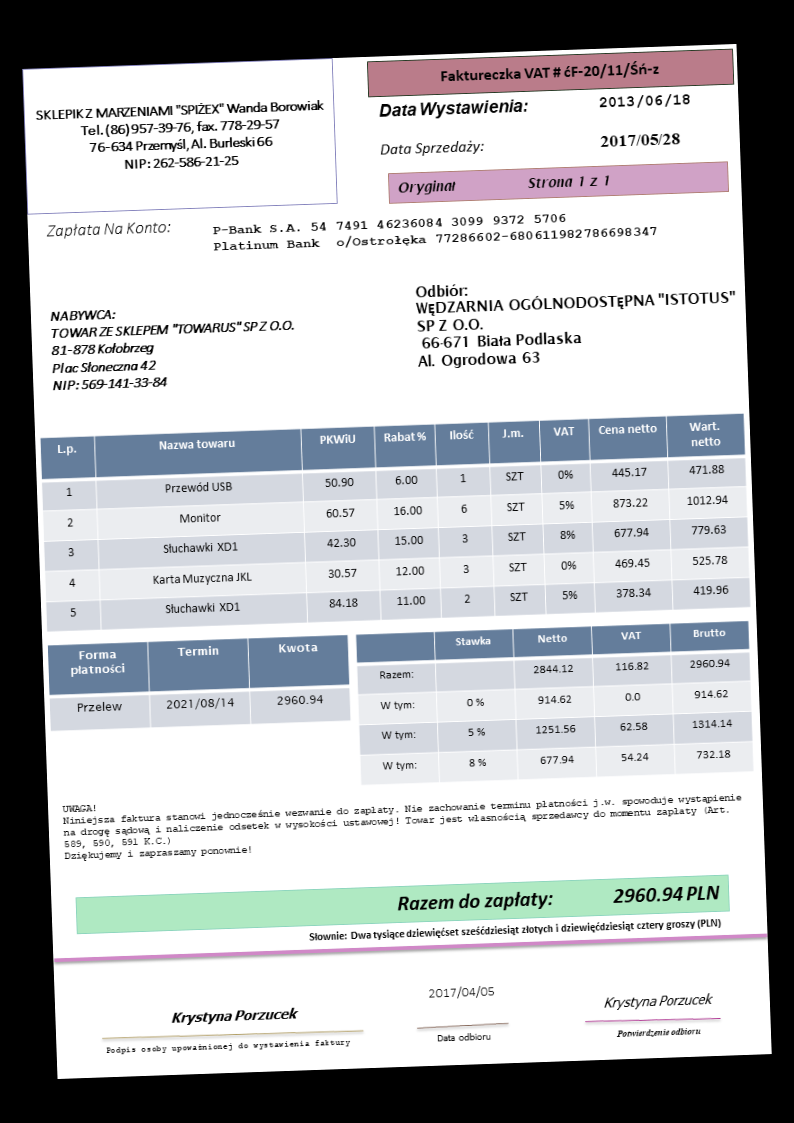 SKLEPIK Z MARZENIAMI "SPIŻEX" Wanda Borowiak
Tel. (86) 957-39-76, fax. 778-29-57
76-634 Przemyśl, Al. Burleski 66
NIP: 262-586-21-25
Faktureczka VAT # ćF-20/11/Śń-z
Data Wystawienia: 2013/06/18
Data Sprzedaży: 2017/05/28
Oryginał Strona 1 z 1
Zapłata Na Konto: P-Bank S.A. 54 7491 46236084 3099 9372 5706
Platinum Bank o/Ostrołęka 77286602-680611982786698347
NABYWCA:
TOWAR ZE SKLEPEM "TOWARUS" SP Z O.O.
81-878 Kołobrzeg
Plac Słoneczna 42
NIP: 569-141-33-84
Odbiór:
WĘDZARNIA OGÓLNODOSTĘPNA "ISTOTUS"
SP Z O.O.
66-671 Biała Podlaska
Al. Ogrodowa 63
L.p. Nazwa towaru PKWiU Rabat % Ilość J.m. VAT Cena netto Wart. netto
1 Przewód USB 50.90 6.00 1 SZT 0% 445.17 471.88
2 Monitor 60.57 16.00 6 SZT 5% 873.22 1012.94
3 Słuchawki XD1 42.30 15.00 3 SZT 8% 677.94 779.63
4 Karta Muzyczna JKL 30.57 12.00 3 SZT 0% 469.45 525.78
5 Słuchawki XD1 84.18 11.00 2 SZT 5% 378.34 419.96
Forma płatności Termin Kwota
Przelew 2021/08/14 2960.94
Stawka Netto VAT Brutto
Razem: 2844.12 116.82 2960.94
W tym: 0 % 914.62 0.0 914.62
W tym: 5 % 1251.56 62.58 1314.14
W tym: 8 % 677.94 54.24 732.18
UWAGA!
Niniejsza faktura stanowi jednocześnie wezwanie do zapłaty. Nie zachowanie terminu płatności j.w. spowoduje wystąpienie
na drogę sądową i naliczenie odsetek w wysokości ustawowej! Towar jest własnością sprzedawcy do momentu zapłaty (Art.
589, 590, 591 K.C.)
Dziękujemy i zapraszamy ponownie!
Razem do zapłaty: 2960.94 PLN
Słownie: Dwa tysiące dziewięćset sześćdziesiąt złotych i dziewięćdziesiąt cztery groszy (PLN)
Krystyna Porzucek
Podpis osoby upoważnionej do wystawienia faktury
2017/04/05
Data odbioru
Krystyna Porzucek
Potwierdzenie odbioru